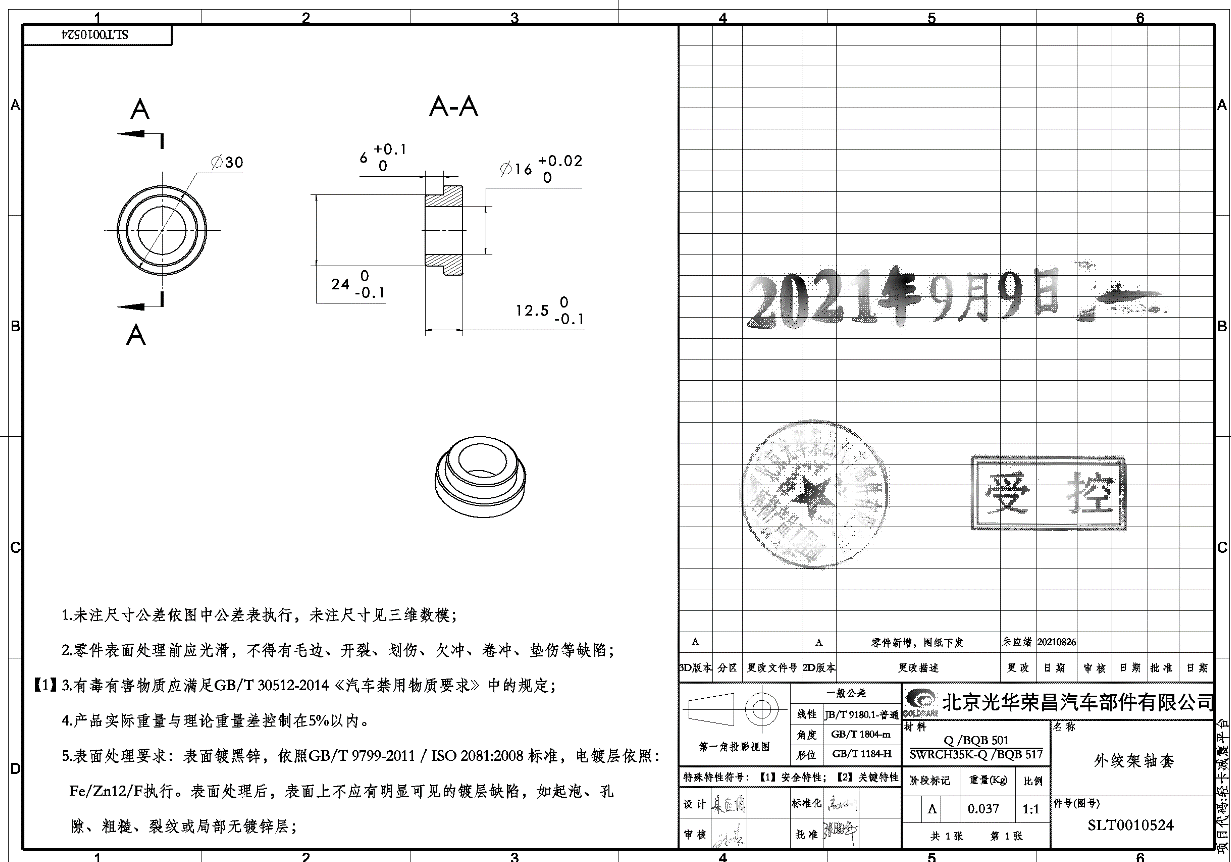 1 2 3 4 5 6
SLT0010524
A A
A A-A
6 +0.1 0
⌀30
⌀16 +0.02 0
24 0 -0.1
12.5 0 -0.1
A
B B
2021年9月9日
C C
受 控
1.未注尺寸公差依图中公差表执行，未注尺寸见三维数模；
2.零件表面处理前应光滑，不得有毛边、开裂、划伤、欠冲、卷冲、垫伤等缺陷；
【1】3.有毒有害物质应满足GB/T 30512-2014《汽车禁用物质要求》中的规定；
4.产品实际重量与理论重量差控制在5%以内。
5.表面处理要求：表面镀黑锌，依照GB/T 9799-2011 / ISO 2081:2008 标准，电镀层依照：
Fe/Zn12/F执行。表面处理后，表面上不应有明显可见的镀层缺陷，如起泡、孔
隙、粗糙、裂纹或局部无镀锌层；
D D
A A 零件新增，图纸下发 20210826
3D版本 分区 更改文件号 2D版本 更改描述 更改 日期 审核 日期 批准 日期
第一角投影视图
一般公差
线性 JB/T 9180.1-普通
角度 GB/T 1804-m
形位 GB/T 1184-H
特殊特性符号：【1】安全特性；【2】关键特性
设计 标准化
审核 批准
GOLDRARE
北京光华荣昌汽车部件有限公司
材料
Q /BQB 501
SWRCH35K-Q /BQB 517
名称
外绞架轴套
阶段标记 重量(Kg) 比例
A 0.037 1:1
共 1 张 第 1 张
件号(图号)
SLT0010524
项目代码:轻卡减震平台
1 2 3 4 5 6